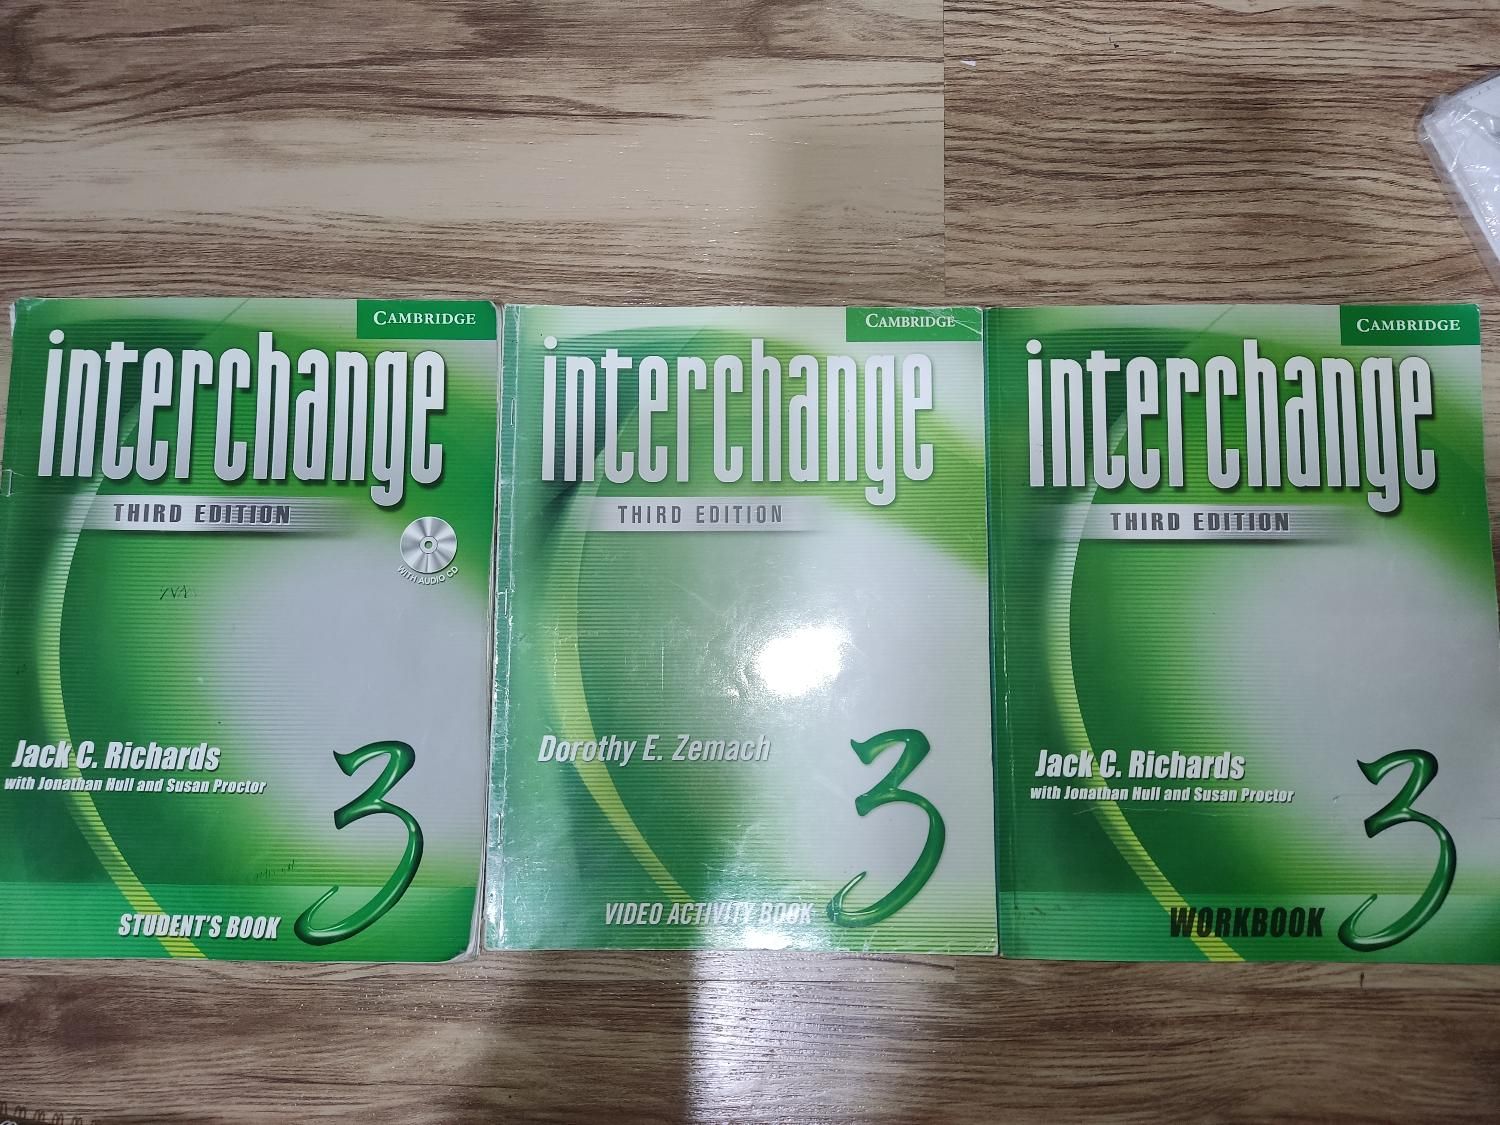 CAMBRIDGE
interchange
THIRD EDITION
WITH AUDIO CD
Jack C. Richards
with Jonathan Hull and Susan Proctor
3
STUDENT'S BOOK
CAMBRIDGE
interchange
THIRD EDITION
Dorothy E. Zemach
3
VIDEO ACTIVITY BOOK
CAMBRIDGE
interchange
THIRD EDITION
Jack C. Richards
with Jonathan Hull and Susan Proctor
3
WORKBOOK